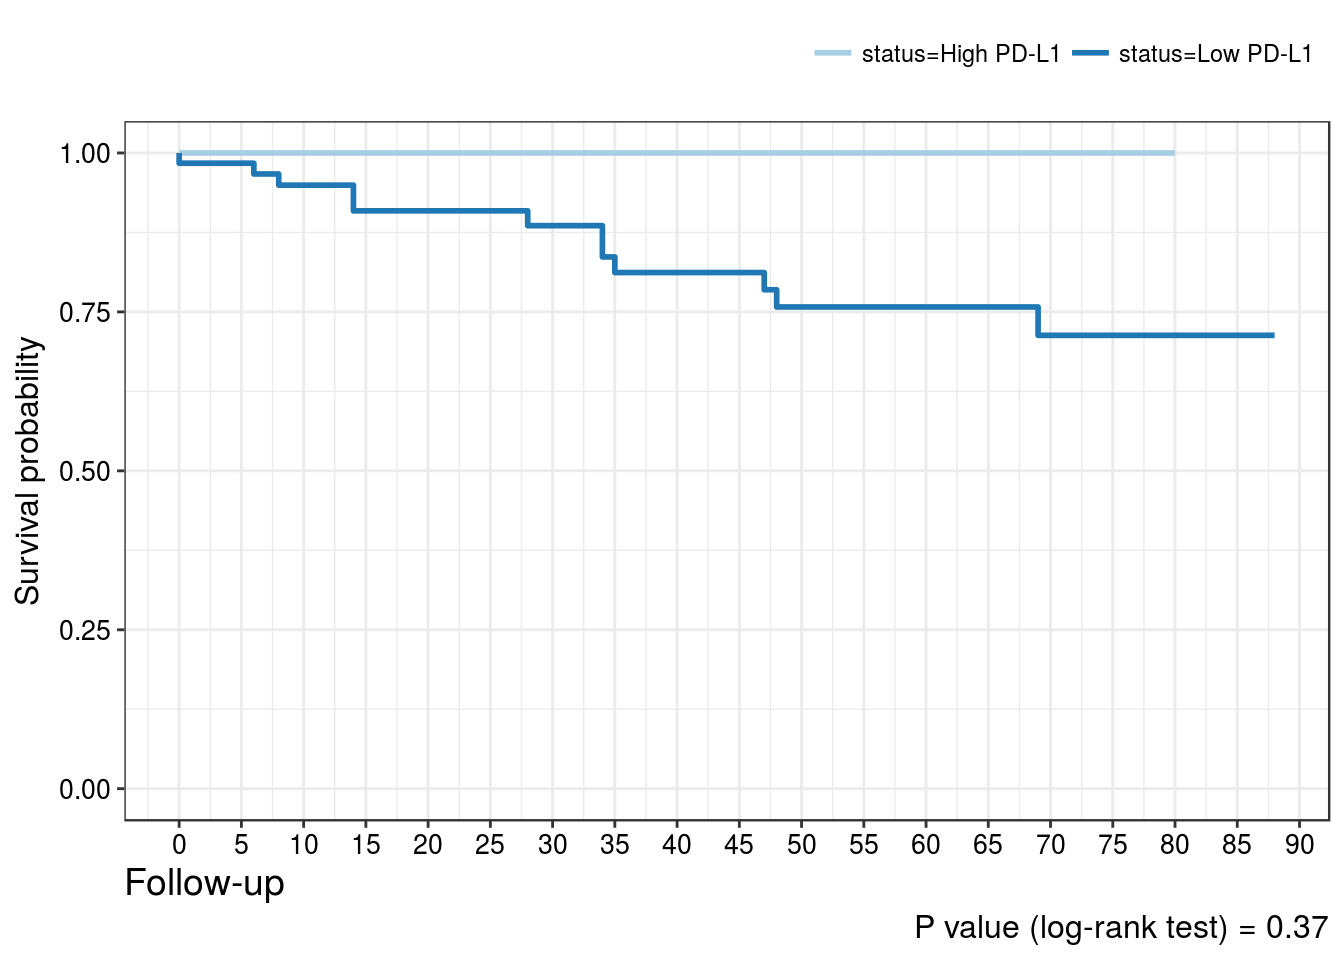 status=High PD-L1 status=Low PD-L1
1.00
0.75
0.50
0.25
0.00
Survival probability
0 5 10 15 20 25 30 35 40 45 50 55 60 65 70 75 80 85 90
Follow-up
P value (log-rank test) = 0.37